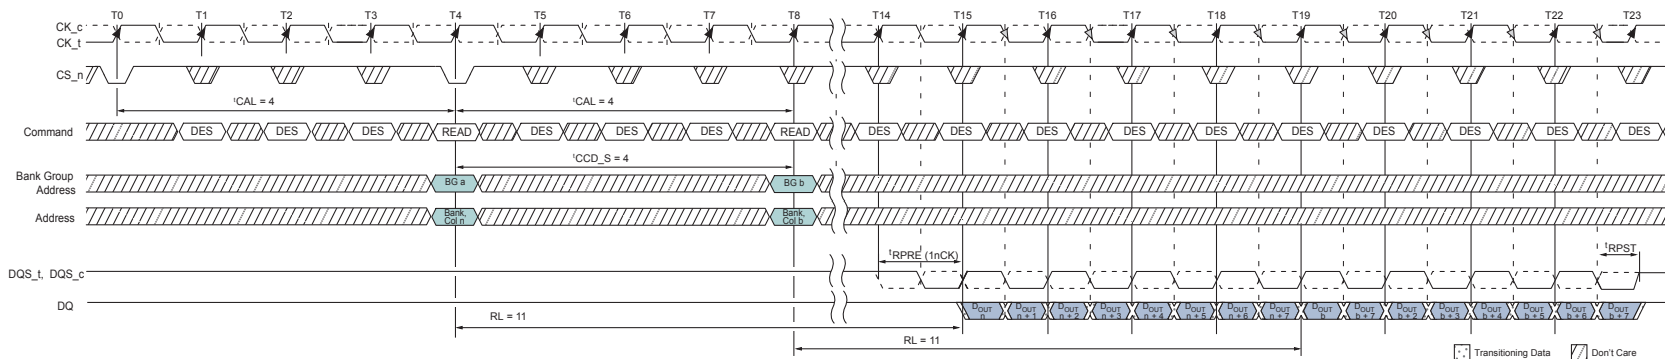 T0 T1 T2 T3 T4 T5 T6 T7 T8 T14 T15 T16 T17 T18 T19 T20 T21 T22 T23
CK_c
CK_t
CS_n
tCAL = 4 tCAL = 4
Command DES DES DES READ DES DES DES READ DES DES DES DES DES DES DES DES DES DES
tCCD_S = 4
Bank Group
Address
BG a BG b
Address
Bank,
Col n
Bank,
Col b
tRPRE (1nCK) tRPST
DQS_t, DQS_c
DQ
DOUT
n
DOUT
n + 1
DOUT
n + 2
DOUT
n + 3
DOUT
n + 4
DOUT
n + 5
DOUT
n + 6
DOUT
n + 7
DOUT
b
DOUT
b + 7
DOUT
b + 2
DOUT
b + 3
DOUT
b + 4
DOUT
b + 5
DOUT
b + 6
DOUT
b + 7
RL = 11
RL = 11
Transitioning Data Don't Care